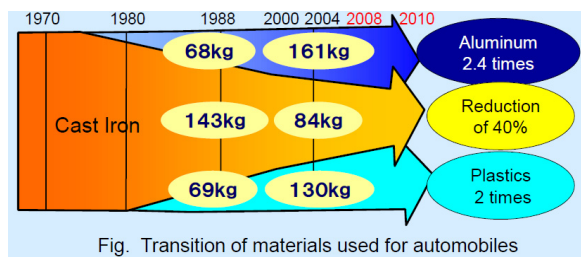 1970 1980 1988 2000 2004 2008 2010
68kg 161kg
Aluminum
2.4 times
Cast Iron 143kg 84kg
Reduction
of 40%
69kg 130kg
Plastics
2 times
Fig. Transition of materials used for automobiles